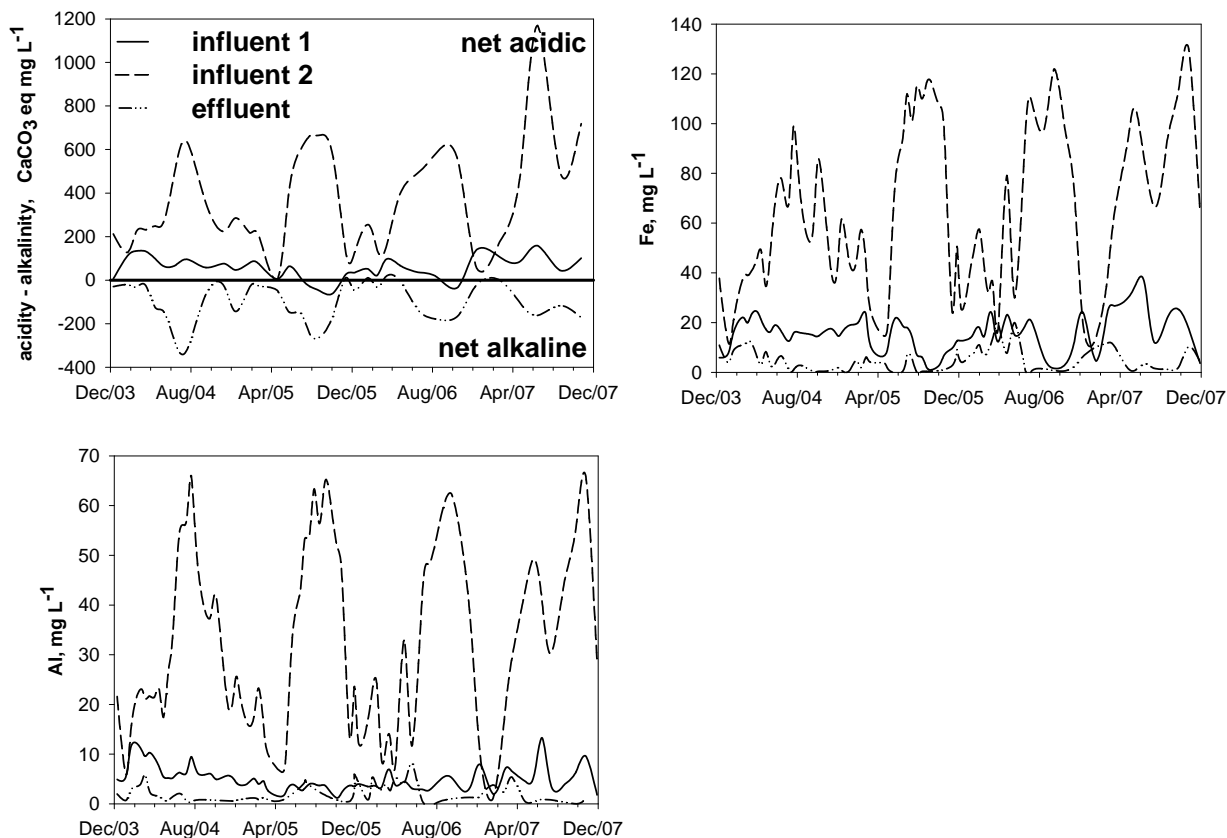 acidity - alkalinity, CaCO3 eq mg L-1
1200
1000
800
600
400
200
0
-200
-400
influent 1
influent 2
effluent
net acidic
net alkaline
Dec/03 Aug/04 Apr/05 Dec/05 Aug/06 Apr/07 Dec/07
Fe, mg L-1
140
120
100
80
60
40
20
0
Dec/03 Aug/04 Apr/05 Dec/05 Aug/06 Apr/07 Dec/07
Al, mg L-1
70
60
50
40
30
20
10
0
Dec/03 Aug/04 Apr/05 Dec/05 Aug/06 Apr/07 Dec/07